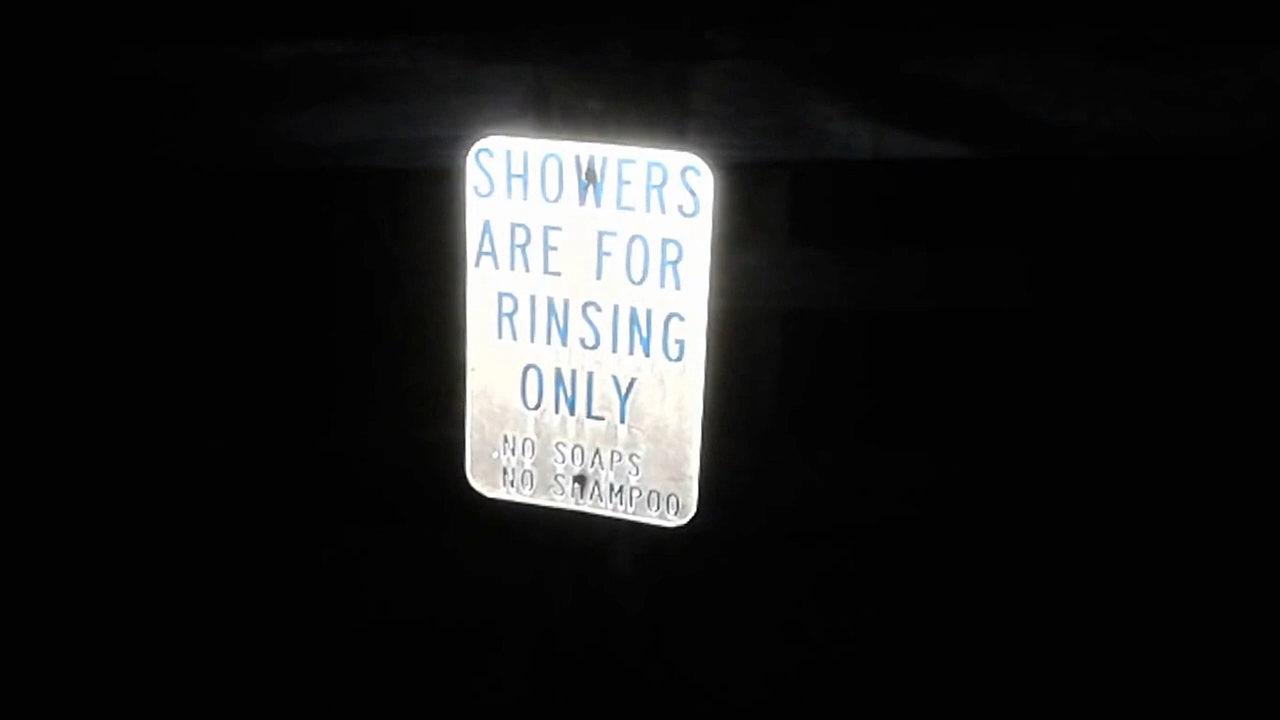 SHOWERS
ARE FOR
RINSING
ONLY
NO SOAPS
NO SHAMPOO